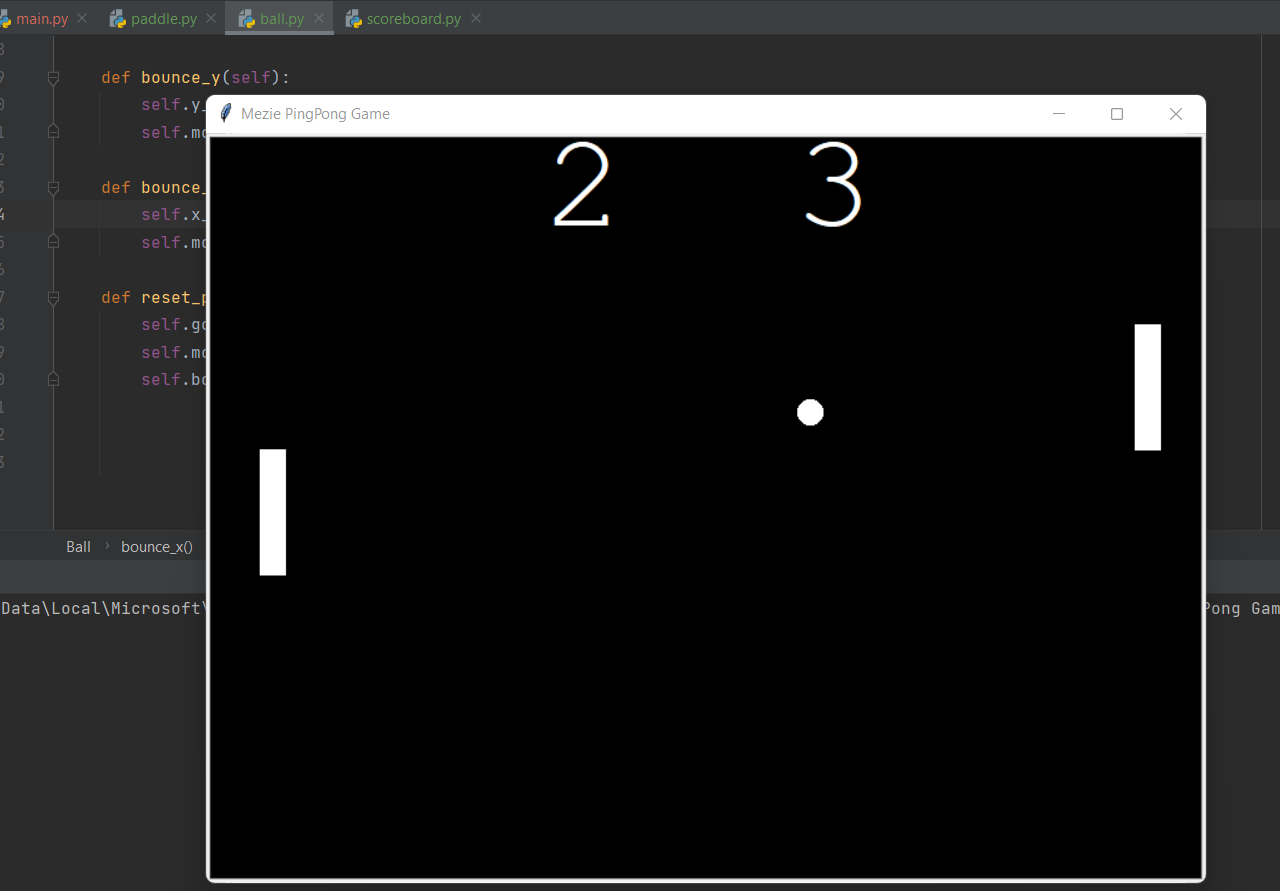 main.py paddle.py ball.py scoreboard.py
def bounce_y(self):
self.y_
self.mo
def bounce_
self.x_
self.mo
def reset_p
self.go
self.mo
self.bo
Mezie PingPong Game
2 3
Ball › bounce_x()
Data\Local\Microsoft\
Pong Gam